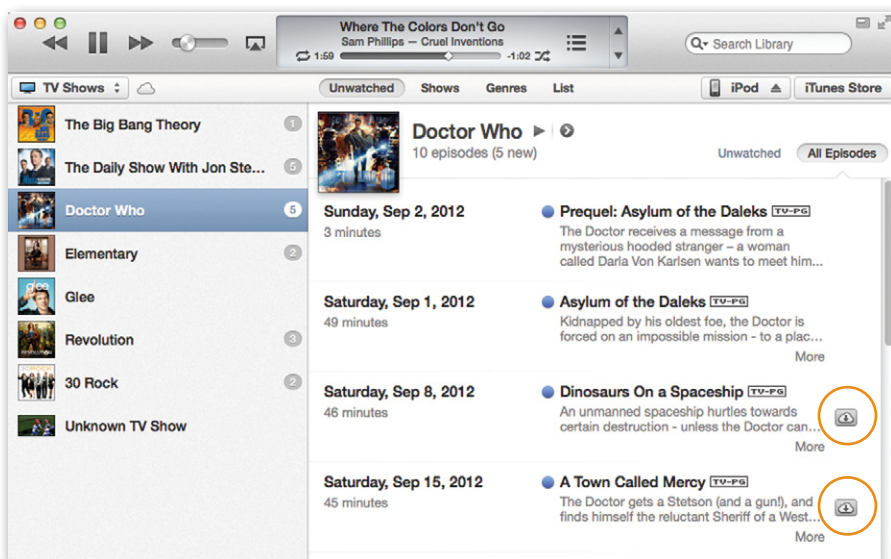 Where The Colors Don't Go
Sam Phillips — Cruel Inventions
1:59
-1:02
Search Library
TV Shows
Unwatched
Shows
Genres
List
iPod
iTunes Store
The Big Bang Theory
1
The Daily Show With Jon Ste...
5
Doctor Who
5
Elementary
2
Glee
Revolution
3
30 Rock
2
Unknown TV Show
Doctor Who
10 episodes (5 new)
Unwatched
All Episodes
Sunday, Sep 2, 2012
3 minutes
Prequel: Asylum of the Daleks TV-PG
The Doctor receives a message from a
mysterious hooded stranger – a woman
called Darla Von Karlsen wants to meet him...
Saturday, Sep 1, 2012
49 minutes
Asylum of the Daleks TV-PG
Kidnapped by his oldest foe, the Doctor is
forced on an impossible mission - to a plac...
More
Saturday, Sep 8, 2012
46 minutes
Dinosaurs On a Spaceship TV-PG
An unmanned spaceship hurtles towards
certain destruction - unless the Doctor can...
More
Saturday, Sep 15, 2012
45 minutes
A Town Called Mercy TV-PG
The Doctor gets a Stetson (and a gun!), and
finds himself the reluctant Sheriff of a West...
More